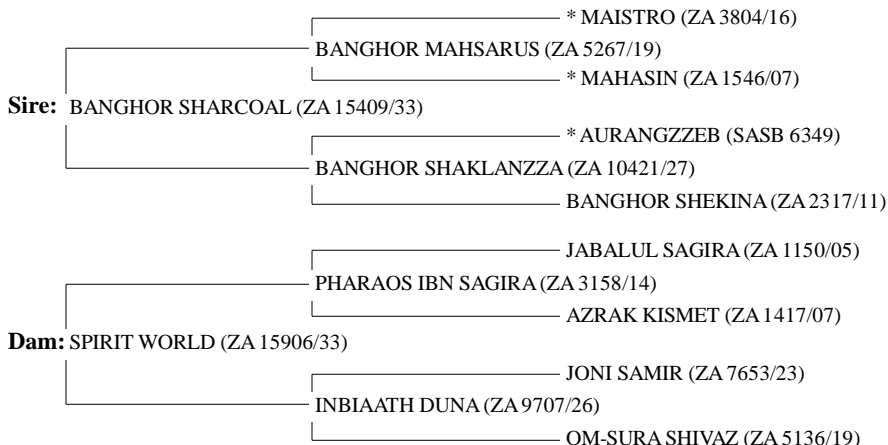 * MAISTRO (ZA 3804/16)
BANGHOR MAHSARUS (ZA 5267/19)
* MAHASIN (ZA 1546/07)
Sire: BANGHOR SHARCOAL (ZA 15409/33)
* AURANGZZEB (SASB 6349)
BANGHOR SHAKLANZZA (ZA 10421/27)
BANGHOR SHEKINA (ZA 2317/11)
JABALUL SAGIRA (ZA 1150/05)
PHARAOS IBN SAGIRA (ZA 3158/14)
AZRAK KISMET (ZA 1417/07)
Dam: SPIRIT WORLD (ZA 15906/33)
JONI SAMIR (ZA 7653/23)
INBIAATH DUNA (ZA 9707/26)
OM-SURA SHIVAZ (ZA 5136/19)